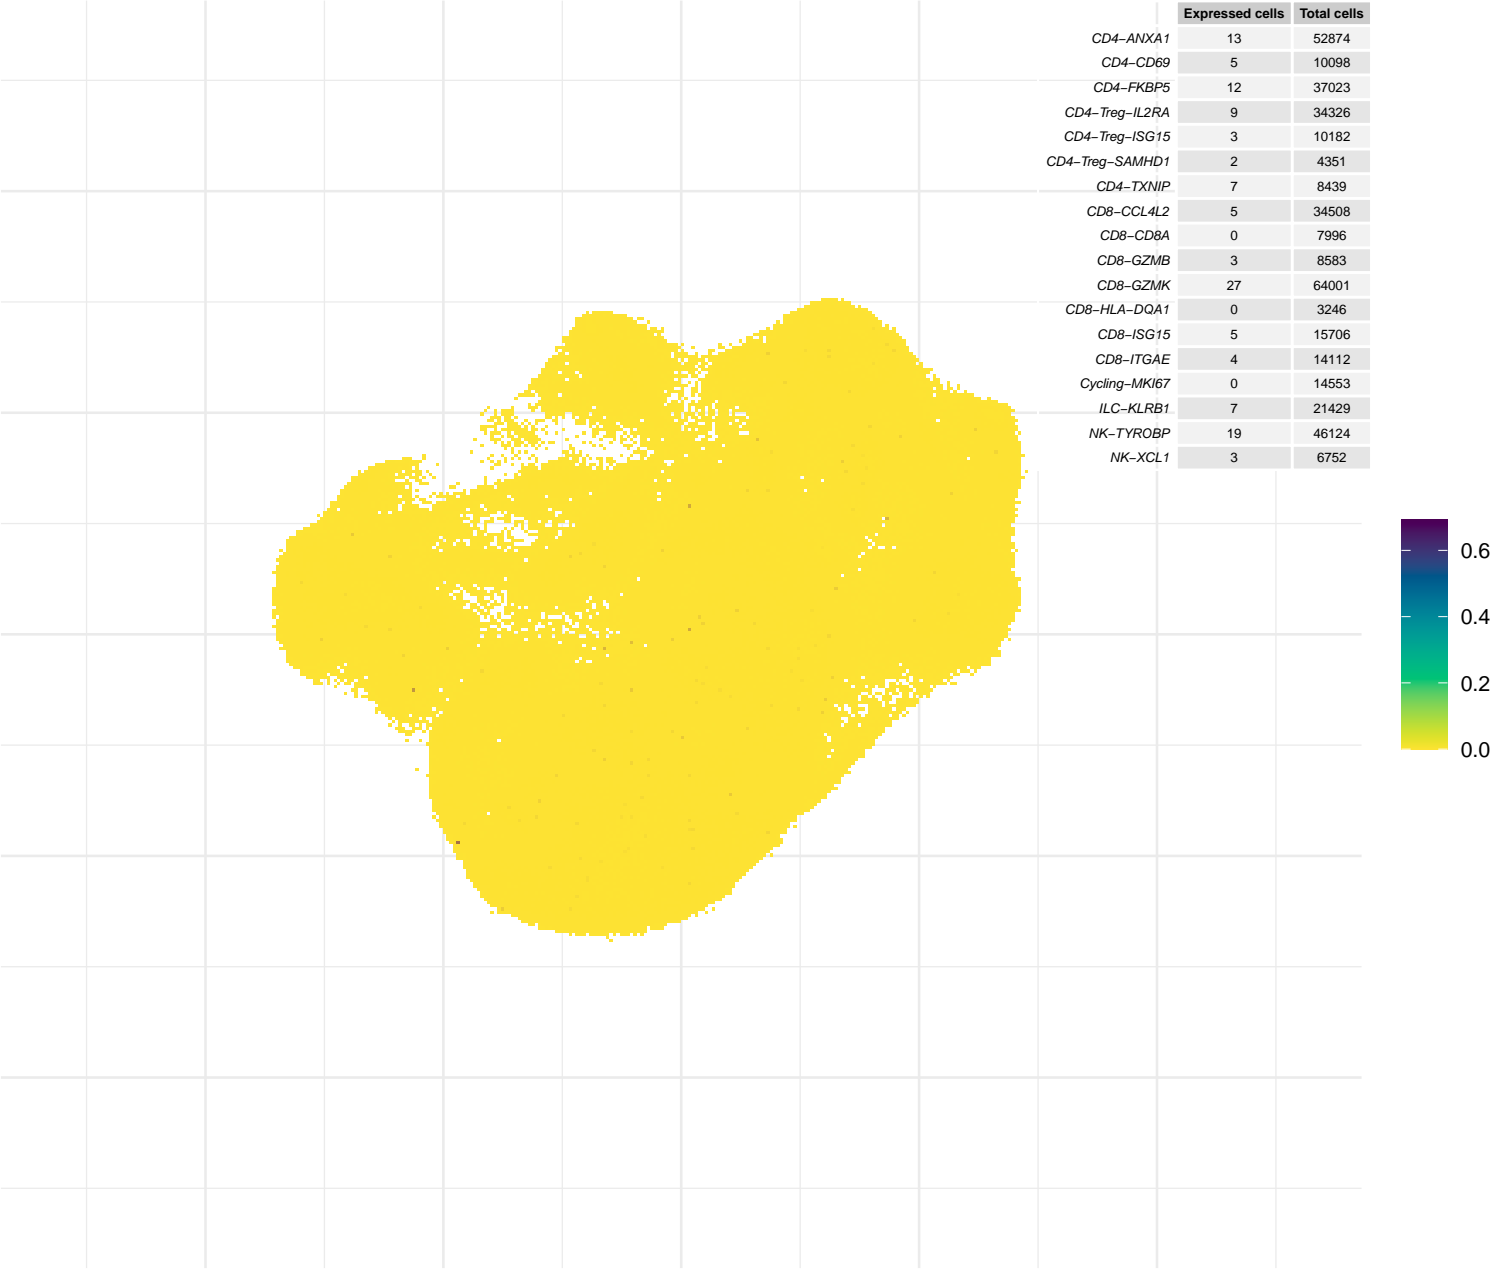 Expressed cells Total cells
CD4−ANXA1 13 52874
CD4−CD69 5 10098
CD4−FKBP5 12 37023
CD4−Treg−IL2RA 9 34326
CD4−Treg−ISG15 3 10182
CD4−Treg−SAMHD1 2 4351
CD4−TXNIP 7 8439
CD8−CCL4L2 5 34508
CD8−CD8A 0 7996
CD8−GZMB 3 8583
CD8−GZMK 27 64001
CD8−HLA−DQA1 0 3246
CD8−ISG15 5 15706
CD8−ITGAE 4 14112
Cycling−MKI67 0 14553
ILC−KLRB1 7 21429
NK−TYROBP 19 46124
NK−XCL1 3 6752
0.6
0.4
0.2
0.0